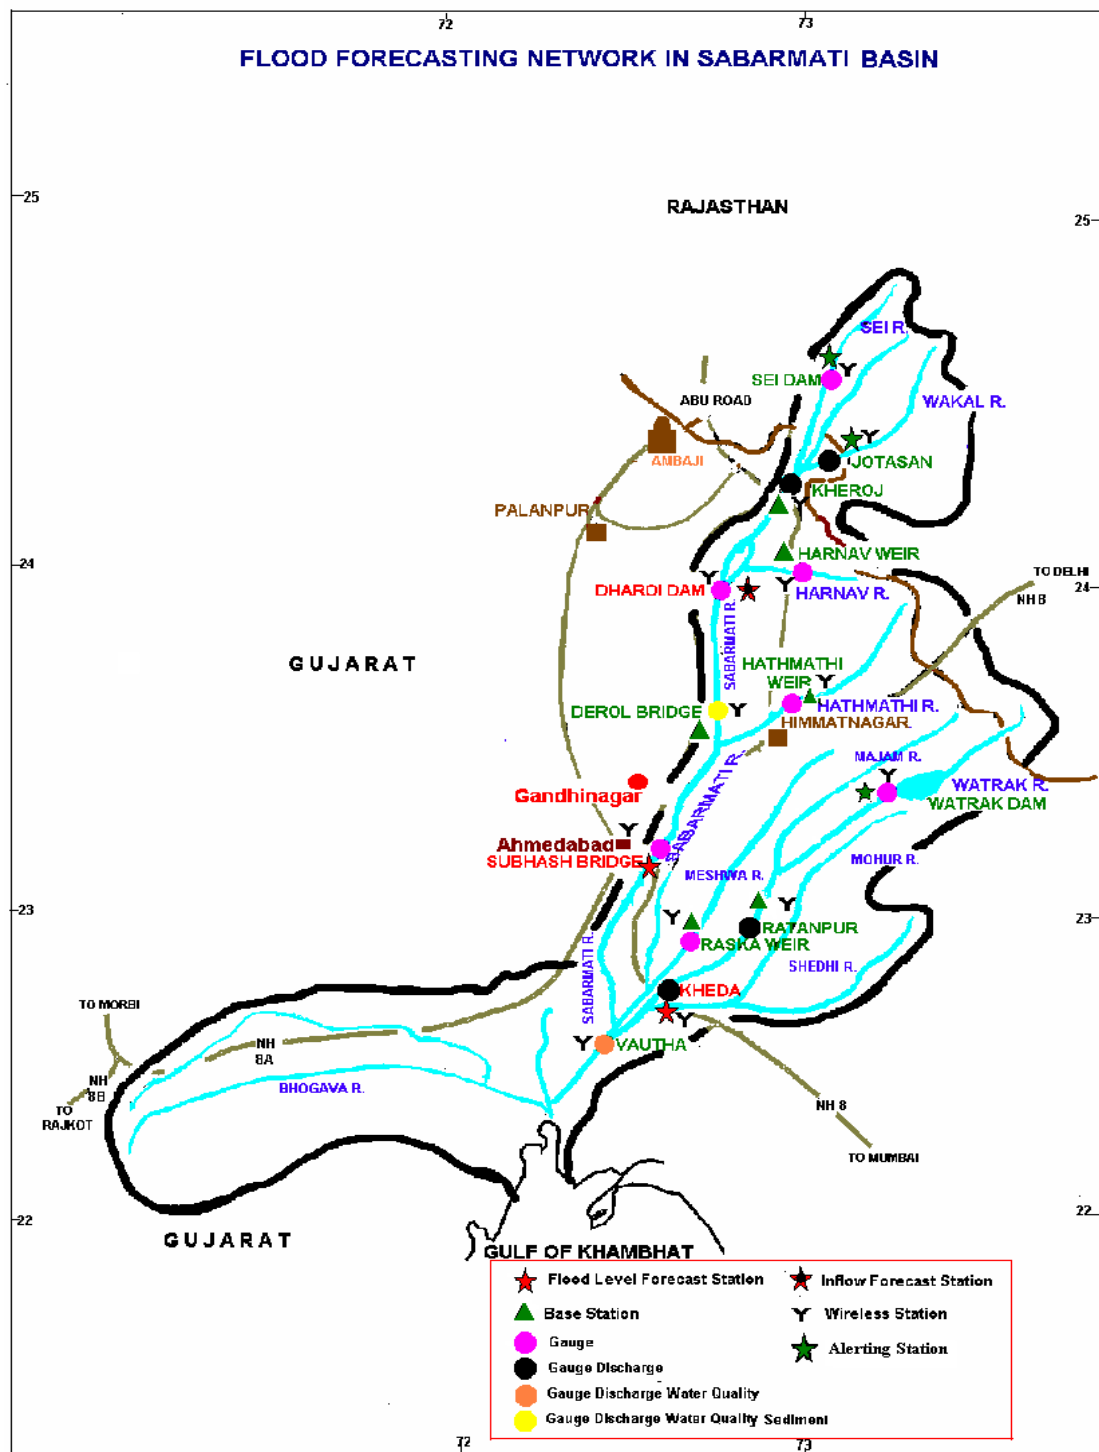 72
73
FLOOD FORECASTING NETWORK IN SABARMATI BASIN
25
RAJASTHAN
25
SEI R.
SEI DAM
ABU ROAD
WAKAL R.
AMBAJI
JOTASAN
KHEROJ
PALANPUR
HARNAV WEIR
24
TO DELHI
24
DHAROI DAM
HARNAV R.
NH 8
SABARMATI R.
GUJARAT
HATHMATHI
WEIR
HATHMATHI R.
DEROL BRIDGE
HIMMATNAGAR
MAJAM R.
SABARMATI R.
WATRAK R.
Gandhinagar
WATRAK DAM
Ahmedabad
SUBHASH BRIDGE
MOHUR R.
MESHWA R.
23
23
RATANPUR
RASKA WEIR
SABARMATI R.
SHEDHI R.
KHEDA
TO MORBI
VAUTHA
NH
8A
NH
8B
BHOGAVA R.
TO
RAJKOT
NH 8
TO MUMBAI
22
22
GUJARAT
GULF OF KHAMBHAT
Flood Level Forecast Station
Inflow Forecast Station
Base Station
Wireless Station
Gauge
Alerting Station
Gauge Discharge
Gauge Discharge Water Quality
Gauge Discharge Water Quality Sediment
72
73